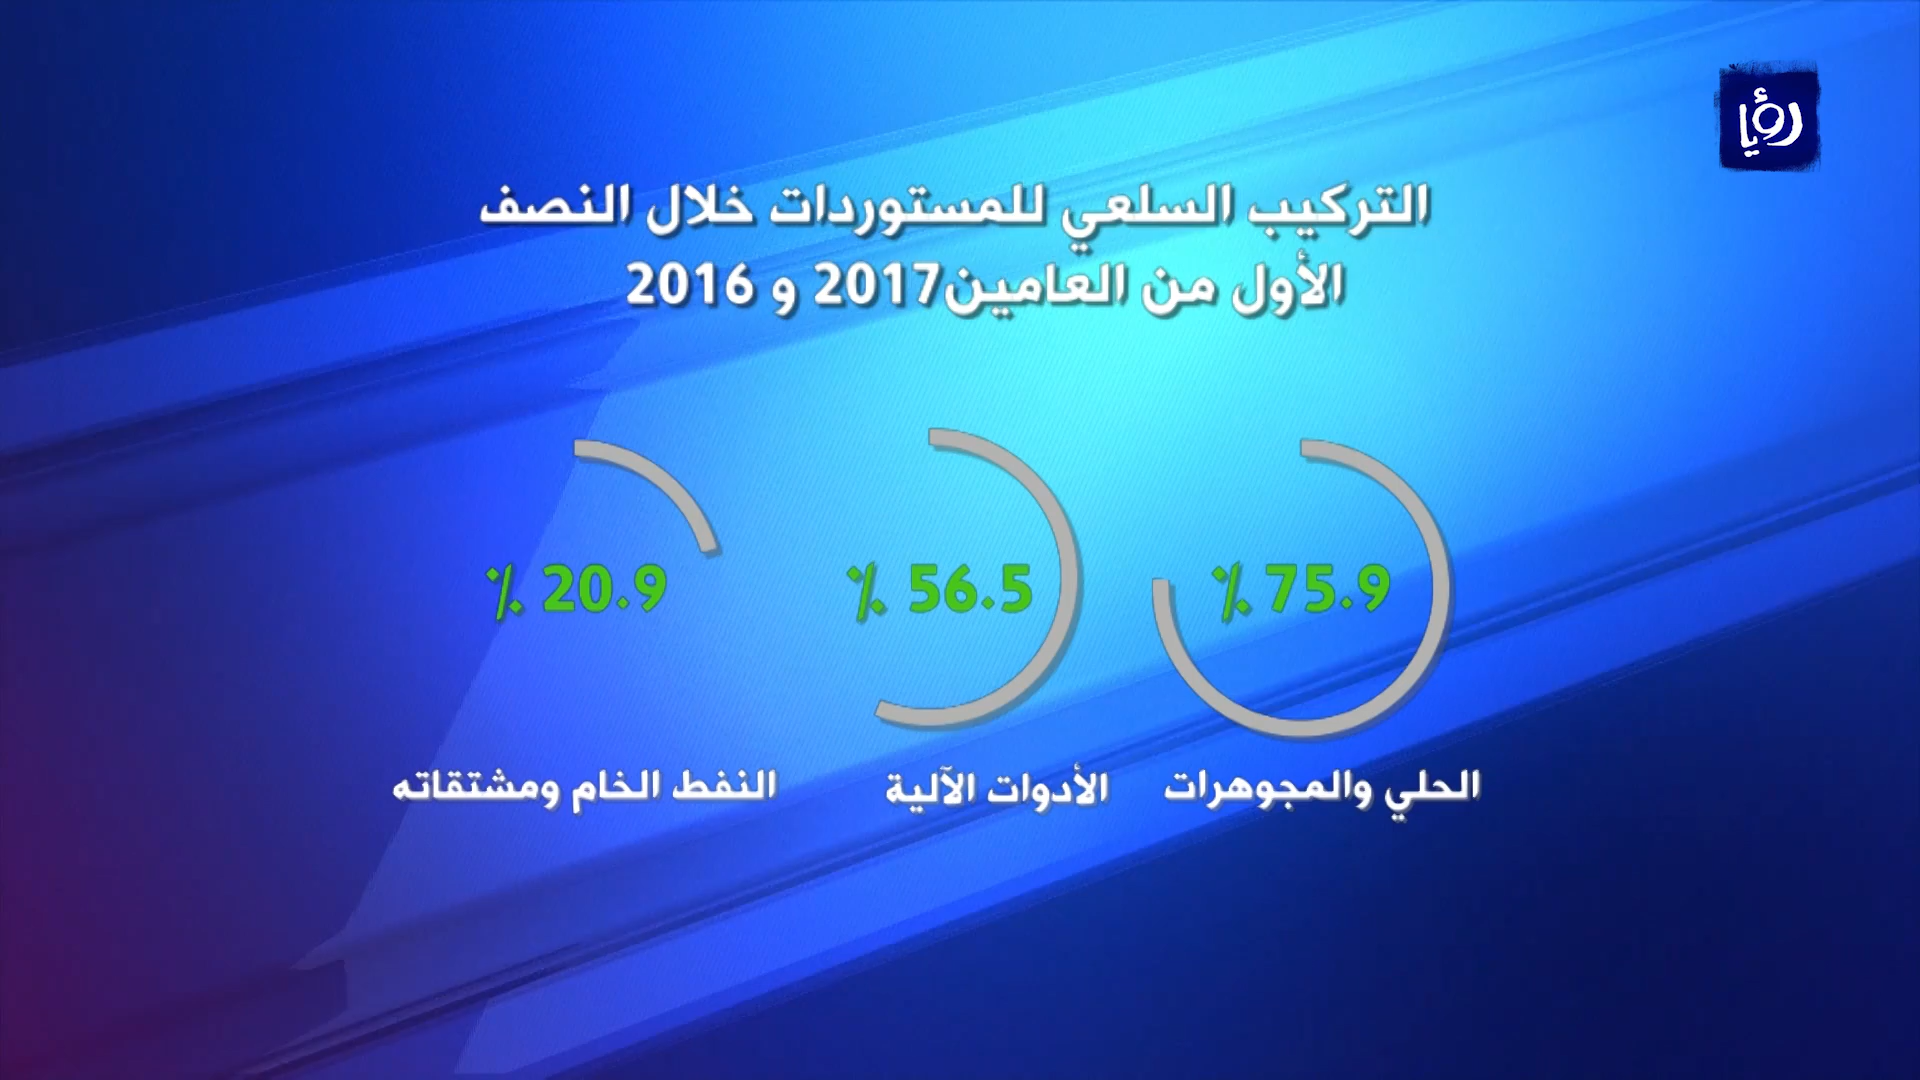 رؤيا
التركيب السلعي للمستوردات خلال النصف
الأول من العامين2017 و 2016
75.9 ٪
56.5 ٪
20.9 ٪
الحلي والمجوهرات
الأدوات الآلية
النفط الخام ومشتقاته